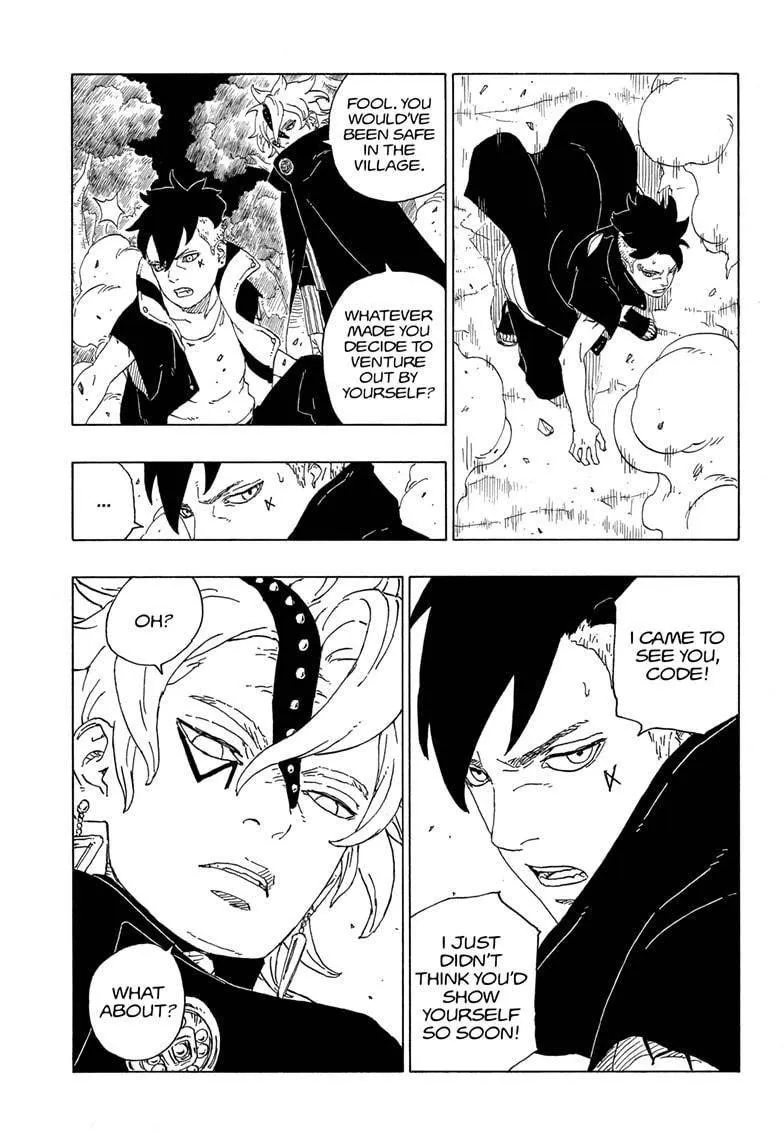 FOOL. YOU
WOULD'VE
BEEN SAFE
IN THE
VILLAGE.
WHATEVER
MADE YOU
DECIDE TO
VENTURE
OUT BY
YOURSELF?
...
I CAME TO
SEE YOU,
CODE!
I JUST
DIDN'T
THINK YOU'D
SHOW
YOURSELF
SO SOON!
OH?
WHAT
ABOUT?